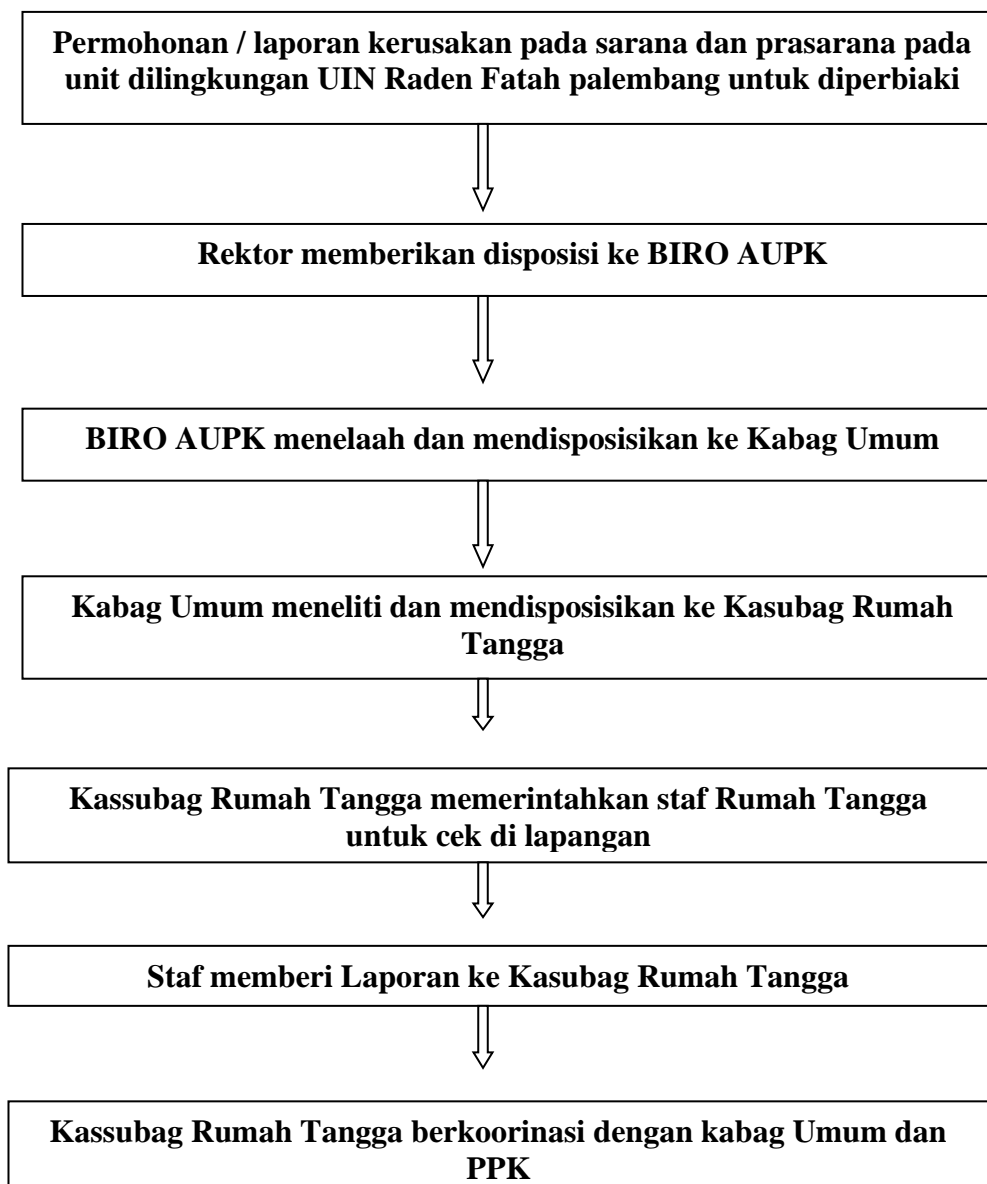 Permohonan / laporan kerusakan pada sarana dan prasarana pada
unit dilingkungan UIN Raden Fatah palembang untuk diperbiaki
Rektor memberikan disposisi ke BIRO AUPK
BIRO AUPK menelaah dan mendisposisikan ke Kabag Umum
Kabag Umum meneliti dan mendisposisikan ke Kasubag Rumah
Tangga
Kassubag Rumah Tangga memerintahkan staf Rumah Tangga
untuk cek di lapangan
Staf memberi Laporan ke Kasubag Rumah Tangga
Kassubag Rumah Tangga berkoorinasi dengan kabag Umum dan
PPK